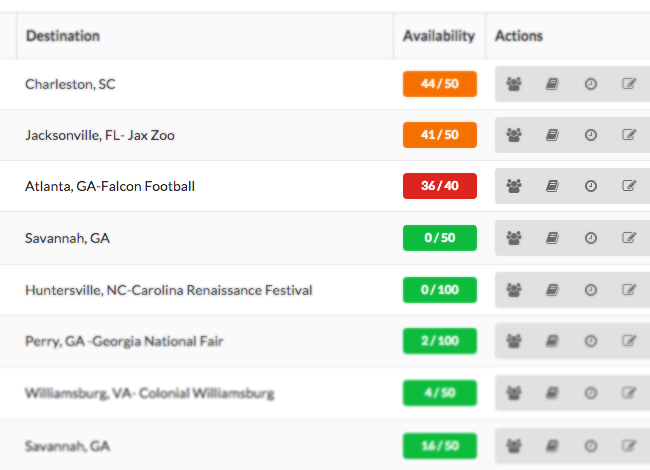 Destination Availability Actions
Charleston, SC 44/50
Jacksonville, FL- Jax Zoo 41/50
Atlanta, GA-Falcon Football 36/40
Savannah, GA 0/50
Huntersville, NC-Carolina Renaissance Festival 0/100
Perry, GA -Georgia National Fair 2/100
Williamsburg, VA- Colonial Williamsburg 4/50
Savannah, GA 16/50